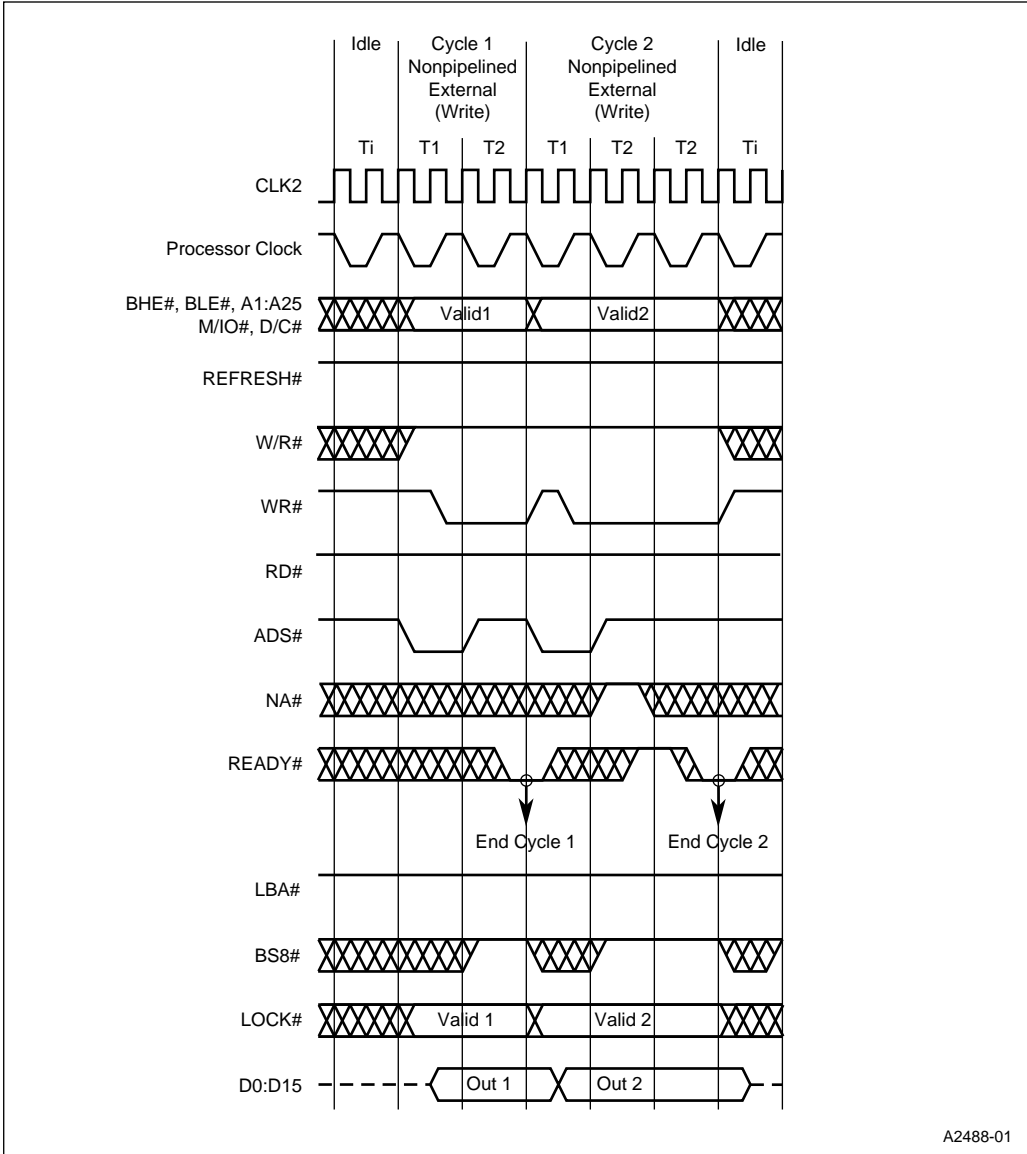 Idle
Cycle 1
Nonpipelined
External
(Write)
Cycle 2
Nonpipelined
External
(Write)
Idle
Ti T1 T2 T1 T2 T2 Ti
CLK2
Processor Clock
BHE#, BLE#, A1:A25
M/IO#, D/C#
Valid1 Valid2
REFRESH#
W/R#
WR#
RD#
ADS#
NA#
READY#
End Cycle 1 End Cycle 2
LBA#
BS8#
LOCK# Valid 1 Valid 2
D0:D15 Out 1 Out 2
A2488-01